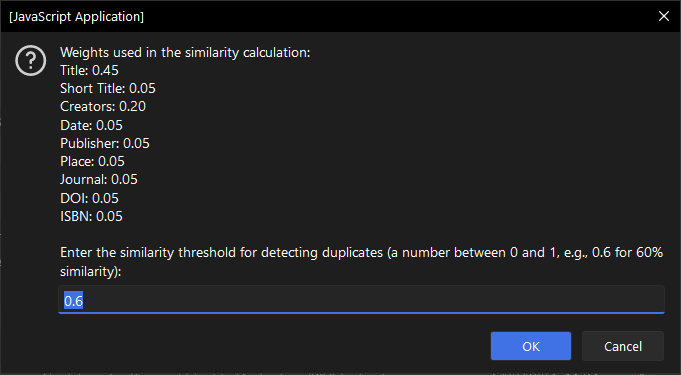 [JavaScript Application]
Weights used in the similarity calculation:
Title: 0.45
Short Title: 0.05
Creators: 0.20
Date: 0.05
Publisher: 0.05
Place: 0.05
Journal: 0.05
DOI: 0.05
ISBN: 0.05
Enter the similarity threshold for detecting duplicates (a number between 0 and 1, e.g., 0.6 for 60%
similarity):
0.6
OK
Cancel